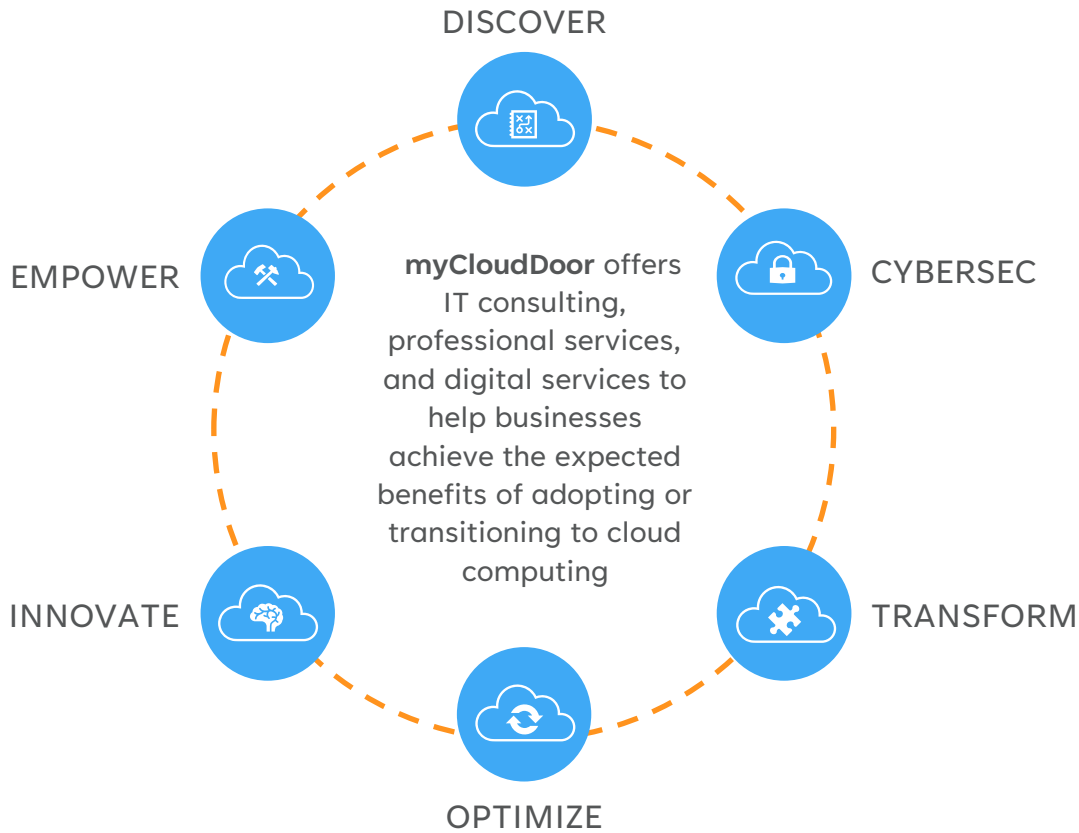 DISCOVER
EMPOWER
CYBERSEC
myCloudDoor offers
IT consulting,
professional services,
and digital services to
help businesses
achieve the expected
benefits of adopting or
transitioning to cloud
computing
INNOVATE
TRANSFORM
OPTIMIZE